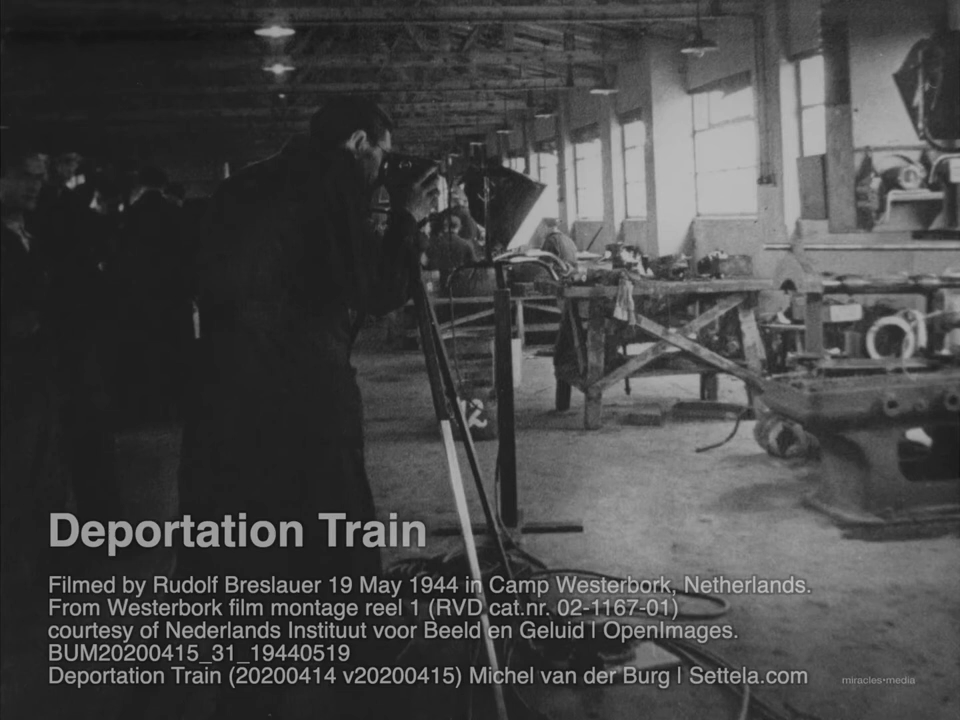 Deportation Train
Filmed by Rudolf Breslauer 19 May 1944 in Camp Westerbork, Netherlands.
From Westerbork film montage reel 1 (RVD cat.nr. 02-1167-01)
courtesy of Nederlands Instituut voor Beeld en Geluid | OpenImages.
BUM20200415_31_19440519
Deportation Train (20200414 v20200415) Michel van der Burg | Settela.com
miracles•media